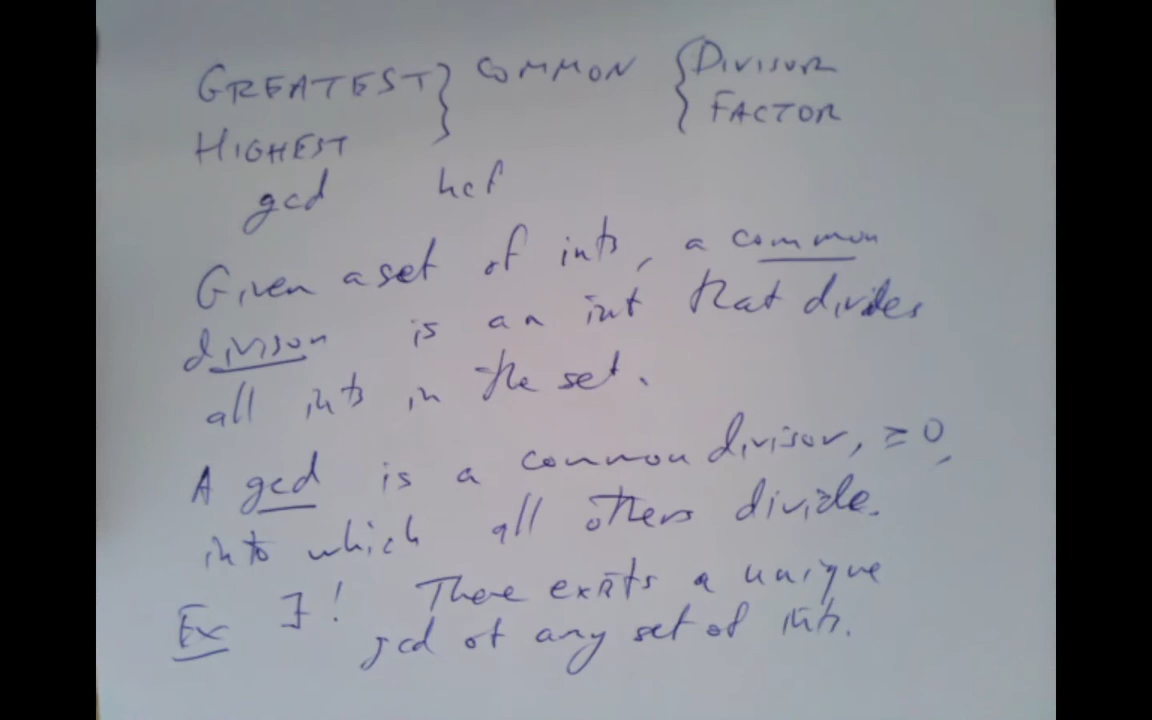 GREATEST } COMMON { DIVISOR
HIGHEST } FACTOR
gcd hcf
Given a set of ints, a common
divisor is an int that divides
all ints in the set.
A gcd is a common divisor, ≥0,
into which all others divide.
Ex ∃! There exists a unique
gcd of any set of ints.